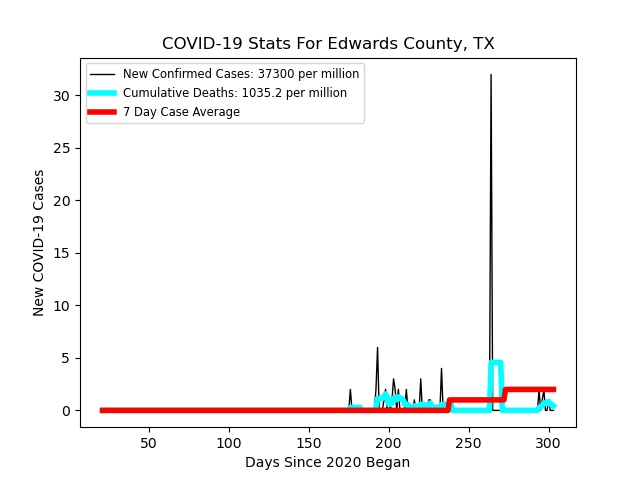 COVID-19 Stats For Edwards County, TX
New Confirmed Cases: 37300 per million
Cumulative Deaths: 1035.2 per million
7 Day Case Average
New COVID-19 Cases
30
25
20
15
10
5
0
50
100
150
200
250
300
Days Since 2020 Began